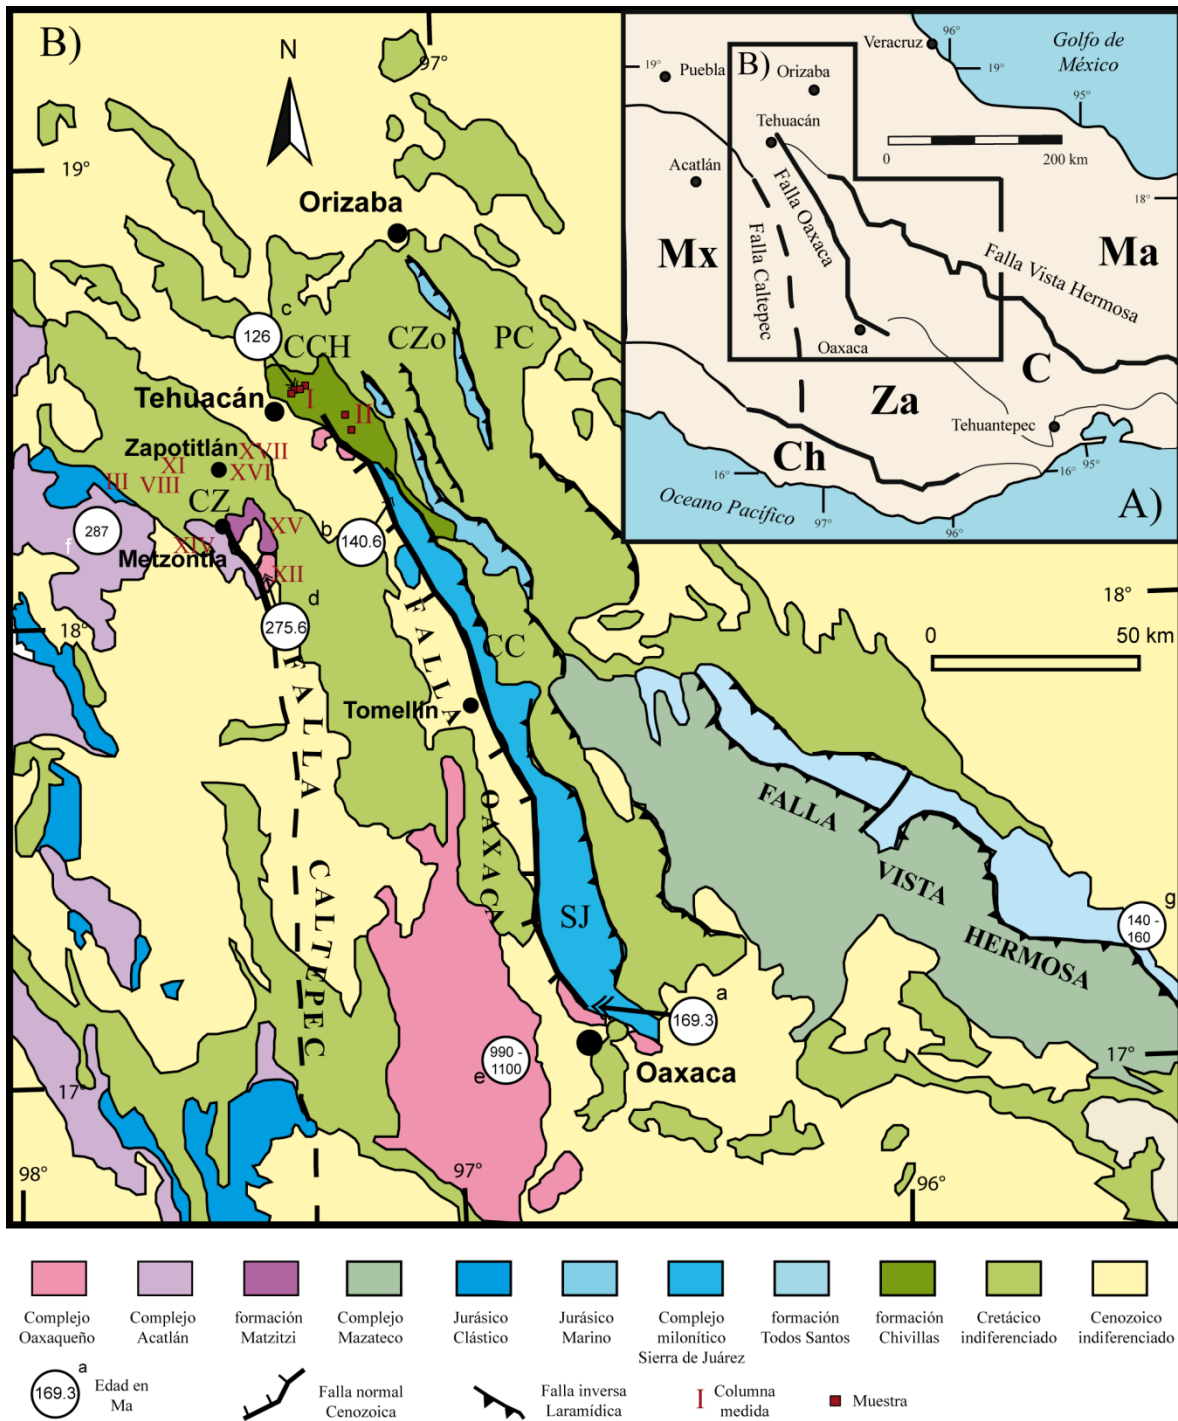 B)
N
97°
19°
Orizaba
c
126
CCH
CZo
PC
I
II
Tehuacán
Zapotitlán
XVII
XI
XVI
III
VIII
CZ
287
f
XV
Metzontla
XIV
XII
b
140.6
d
275.6
18°
18°
0
50 km
CC
Tomellín
FALLA
OAXACA
FALLA
CALTEPEC
FALLA
VISTA
HERMOSA
SJ
g
140 -
160
a
169.3
990 -
1100
e
Oaxaca
17°
17°
98°
97°
96°
Veracruz
96°
Golfo de
México
19°
Puebla
B)
Orizaba
19°
95°
Tehuacán
0
200 km
Acatlán
18°
Falla Oaxaca
Falla Caltepec
Falla Vista Hermosa
Mx
Ma
Oaxaca
C
Za
Tehuantepec
Ch
16°
16°
95°
Oceano Pacífico
97°
96°
A)
Complejo
Oaxaqueño
Complejo
Acatlán
formación
Matzitzi
Complejo
Mazateco
Jurásico
Clástico
Jurásico
Marino
Complejo
milonítico
Sierra de Juárez
formación
Todos Santos
formación
Chivillas
Cretácico
indiferenciado
Cenozoico
indiferenciado
a
169.3
Edad en
Ma
Falla normal
Cenozoica
Falla inversa
Laramídica
I
Columna
medida
Muestra